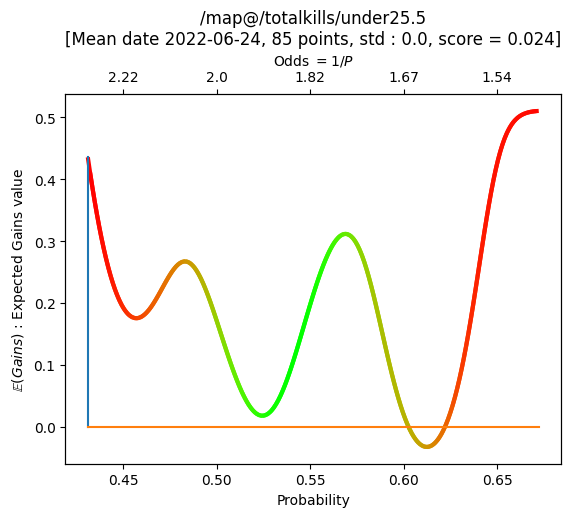 /map@/totalkills/under25.5
[Mean date 2022-06-24, 85 points, std : 0.0, score = 0.024]
Odds = 1/P
2.22 2.0 1.82 1.67 1.54
0.5
0.4
0.3
0.2
0.1
0.0
𝔼(Gains) : Expected Gains value
0.45 0.50 0.55 0.60 0.65
Probability